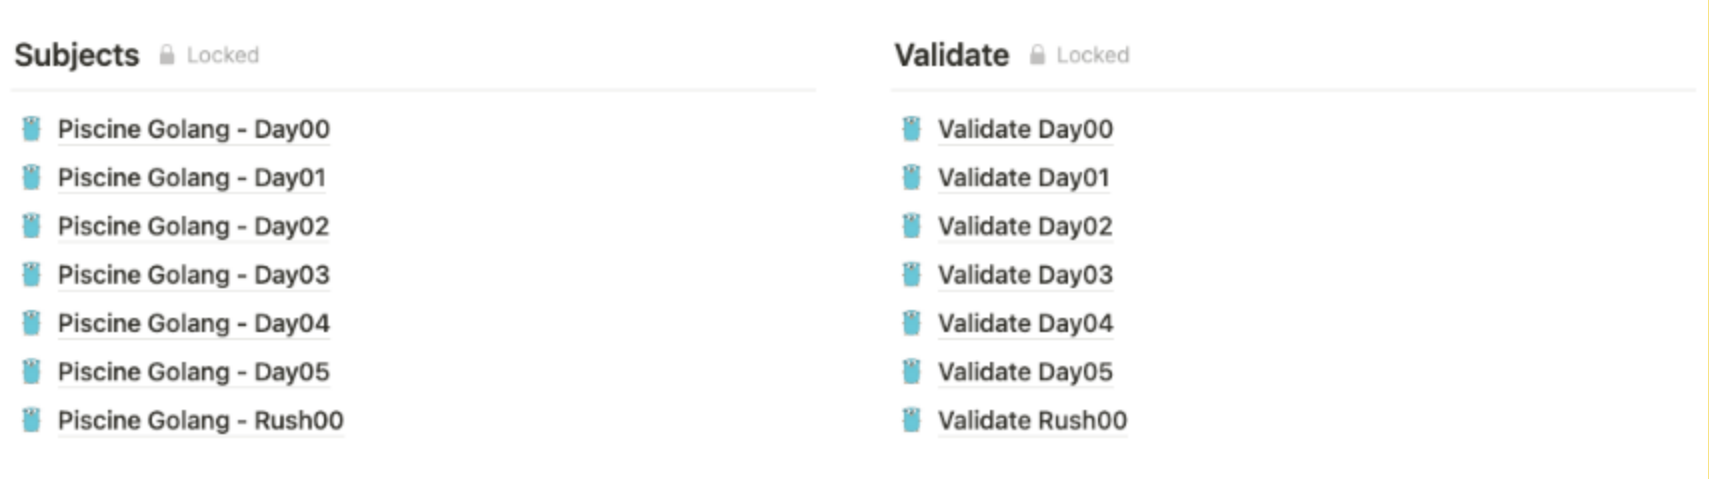 Subjects Locked
Piscine Golang - Day00
Piscine Golang - Day01
Piscine Golang - Day02
Piscine Golang - Day03
Piscine Golang - Day04
Piscine Golang - Day05
Piscine Golang - Rush00
Validate Locked
Validate Day00
Validate Day01
Validate Day02
Validate Day03
Validate Day04
Validate Day05
Validate Rush00